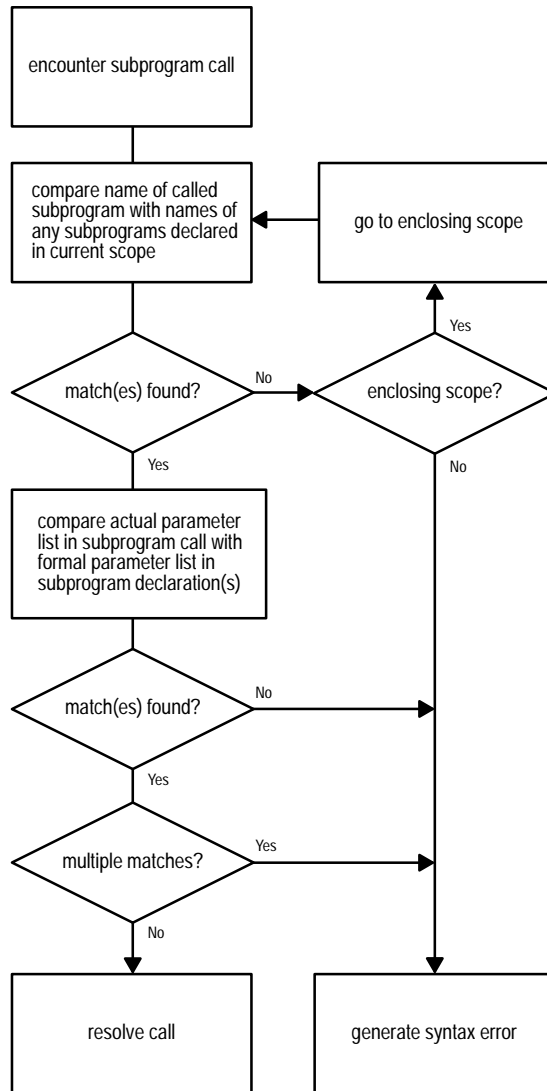 encounter subprogram call
compare name of called
subprogram with names of
any subprograms declared
in current scope
go to enclosing scope
Yes
match(es) found?
No
enclosing scope?
Yes
No
compare actual parameter
list in subprogram call with
formal parameter list in
subprogram declaration(s)
match(es) found?
No
Yes
multiple matches?
Yes
No
resolve call
generate syntax error